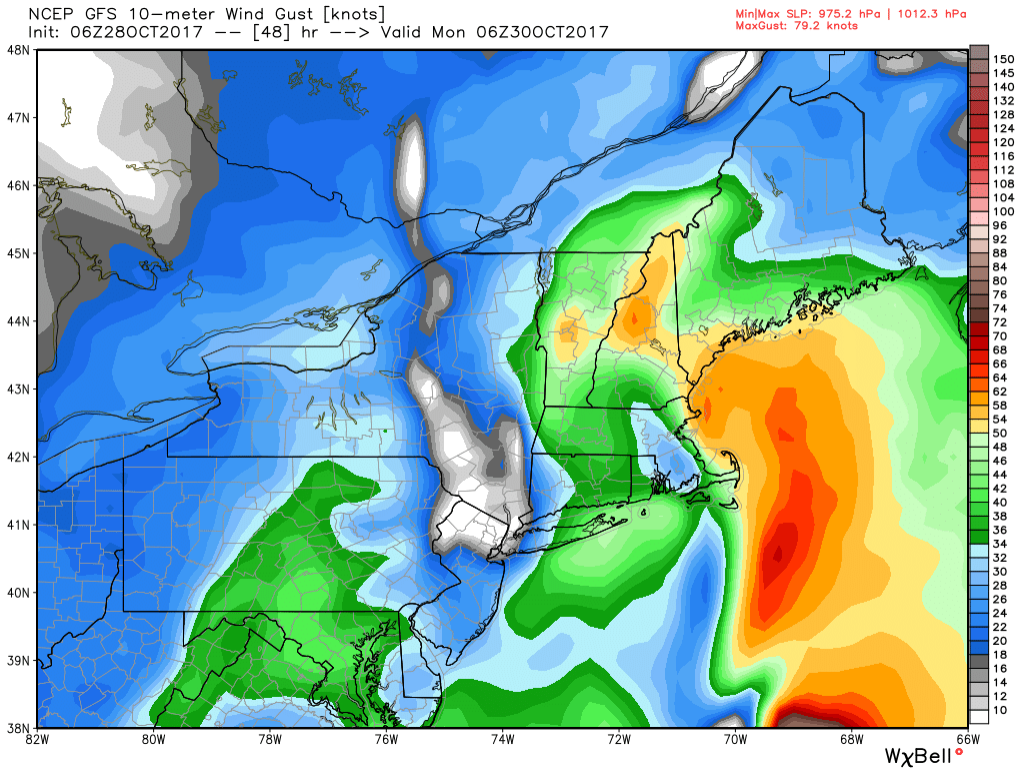 NCEP GFS 10-meter Wind Gust [knots]
Init: 06Z28OCT2017 -- [48] hr --> Valid Mon 06Z30OCT2017
Min|Max SLP: 975.2 hPa | 1012.3 hPa
MaxGust: 79.2 knots
48N
47N
46N
45N
44N
43N
42N
41N
40N
39N
38N
82W 80W 78W 76W 74W 72W 70W 68W 66W
150
145
140
132
128
124
120
116
112
108
104
100
96
92
88
84
80
76
74
72
70
68
66
64
62
58
54
50
48
46
44
42
40
38
36
34
32
30
28
26
24
22
20
18
16
14
12
10
WχBell